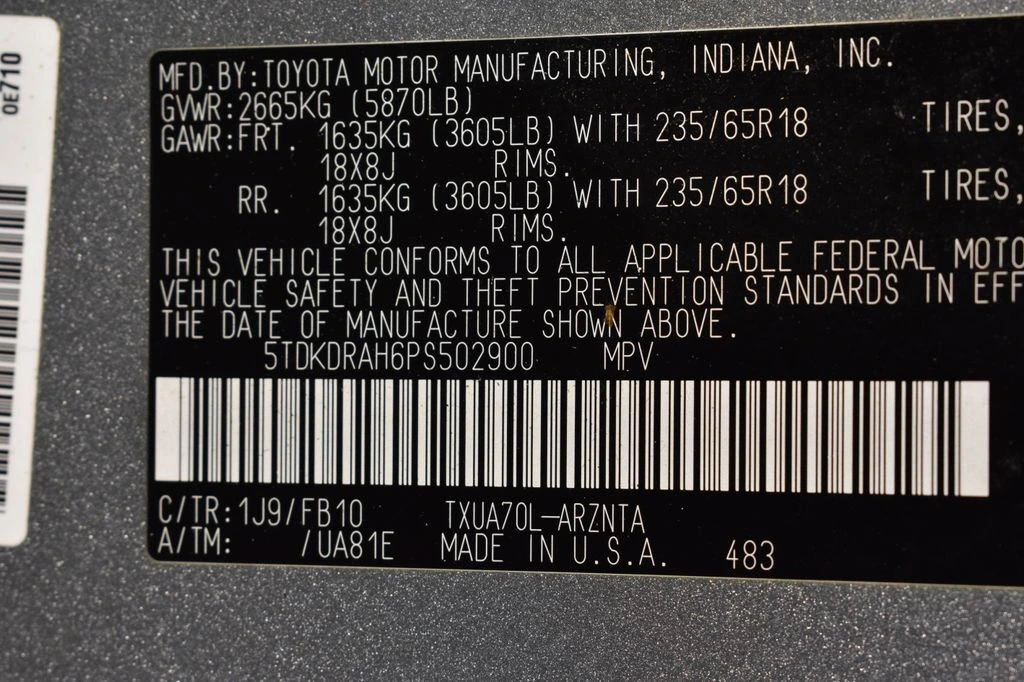 0E710
MFD.BY:TOYOTA MOTOR MANUFACTURING, INDIANA, INC.
GVWR:2665KG (5870LB)
GAWR:FRT. 1635KG (3605LB) WITH 235/65R18 TIRES,
18X8J RIMS.
RR. 1635KG (3605LB) WITH 235/65R18 TIRES,
18X8J RIMS.
THIS VEHICLE CONFORMS TO ALL APPLICABLE FEDERAL MOTO
VEHICLE SAFETY AND THEFT PREVENTION STANDARDS IN EFF
THE DATE OF MANUFACTURE SHOWN ABOVE.
5TDKDRAH6PS502900 MPV
C/TR:1J9/FB10 TXUA70L-ARZNTA
A/TM: /UA81E MADE IN U.S.A. 483